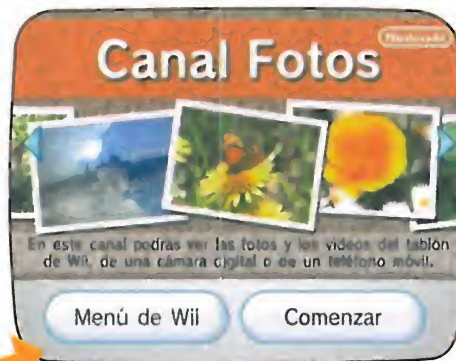 Canal Fotos
Nintendo
En este canal podrás ver las fotos y los vídeos del tablón
de Wii, de una cámara digital o de un teléfono móvil.
Menú de Wii
Comenzar